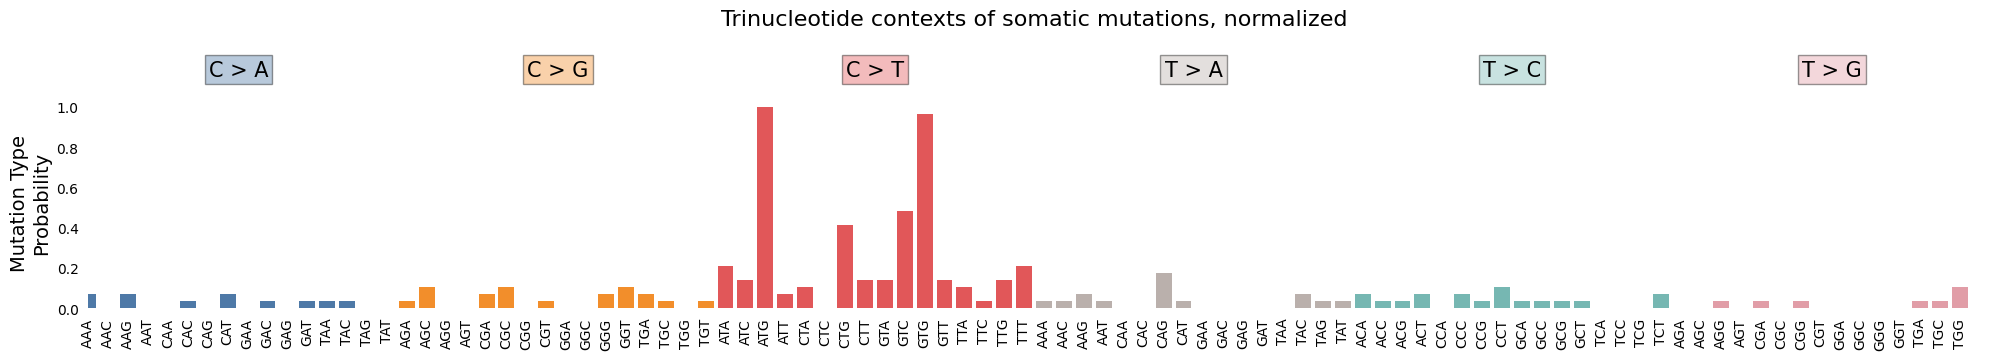 Trinucleotide contexts of somatic mutations, normalized
C > A C > G C > T T > A T > C T > G
Mutation Type
Probability
1.0
0.8
0.6
0.4
0.2
0.0
AAA AAC AAG AAT CAA CAC CAG CAT GAA GAC GAG GAT TAA TAC TAG TAT AGA AGC AGG AGT CGA CGC CGG CGT GGA GGC GGG GGT TGA TGC TGG TGT ATA ATC ATG ATT CTA CTC CTG CTT GTA GTC GTG GTT TTA TTC TTG TTT AAA AAC AAG AAT CAA CAC CAG CAT GAA GAC GAG GAT TAA TAC TAG TAT ACA ACC ACG ACT CCA CCC CCG CCT GCA GCC GCG GCT TCA TCC TCG TCT AGA AGC AGG AGT CGA CGC CGG CGT GGA GGC GGG GGT TGA TGC TGG